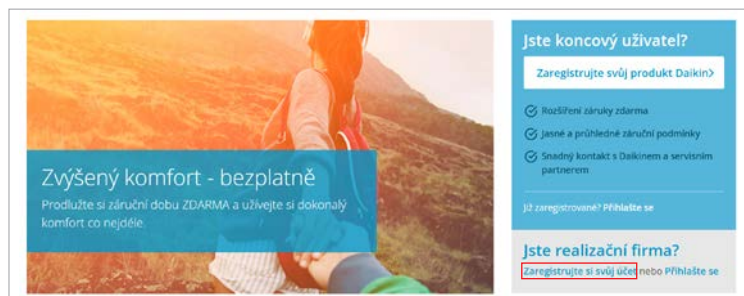 Zvýšený komfort - bezplatně
Prodlužte si záruční dobu ZDARMA a užívejte si dokonalý
komfort co nejdéle.
Jste koncový uživatel?
Zaregistrujte svůj produkt Daikin
Rozšíření záruky zdarma
Jasné a průhledné záruční podmínky
Snadný kontakt s Daikinem a servisním
partnerem
Již zaregistrované? Přihlašte se
Jste realizační firma?
Zaregistrujte si svůj účet nebo Přihlašte se